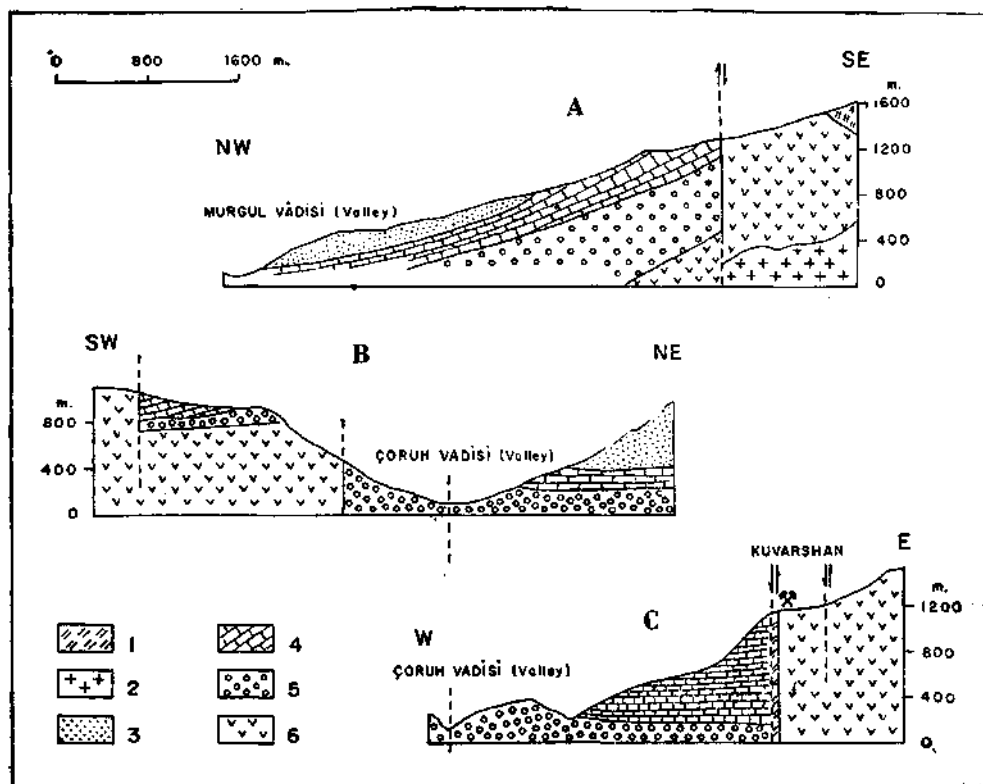 0 800 1600 m.
SE
A
m.
1600
NW
1200
MURGUL VÂDİSİ (Valley)
800
400
0
SW
B
NE
m.
800
ÇORUH VADİSİ (Valley)
400
0
KUVARSHAN
E
m.
1200
W
C
ÇORUH VADİSİ (Valley)
800
400
0
1
4
2
5
3
6